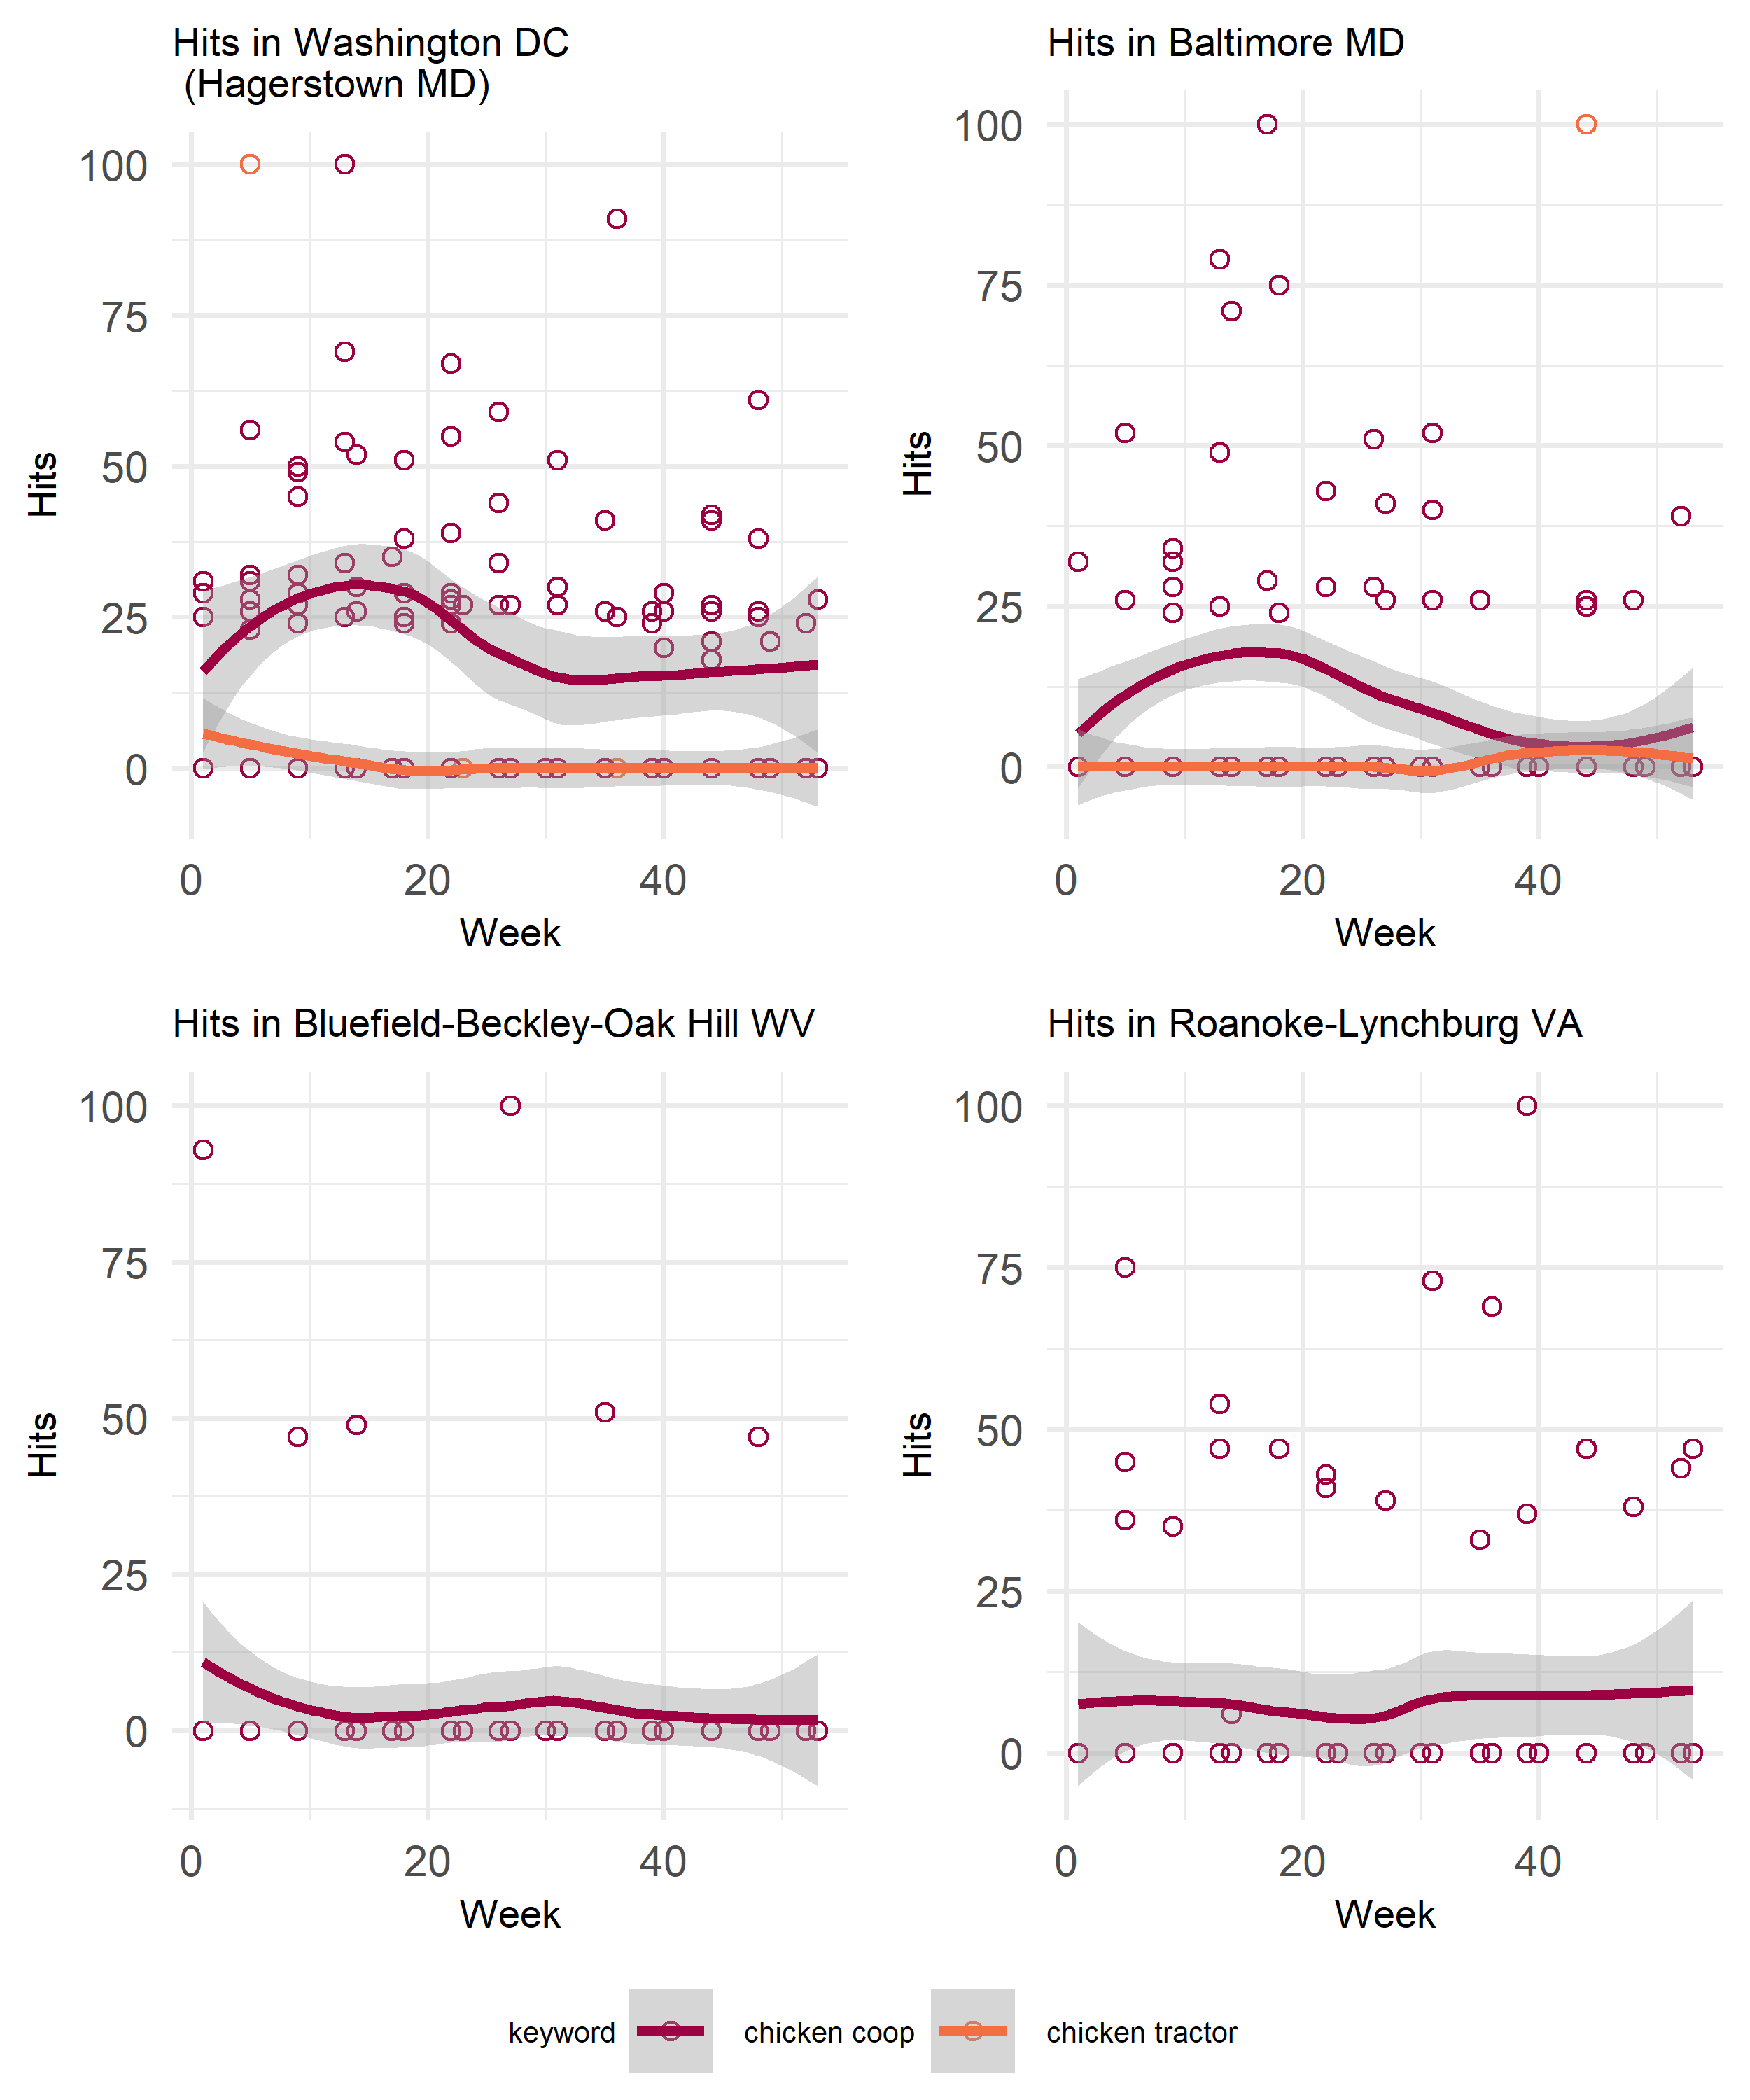 Hits in Washington DC
(Hagerstown MD)
100
75
50
25
0
Hits
0 20 40
Week
Hits in Baltimore MD
100
75
50
25
0
Hits
0 20 40
Week
Hits in Bluefield-Beckley-Oak Hill WV
100
75
50
25
0
Hits
0 20 40
Week
Hits in Roanoke-Lynchburg VA
100
75
50
25
0
Hits
0 20 40
Week
keyword chicken coop chicken tractor